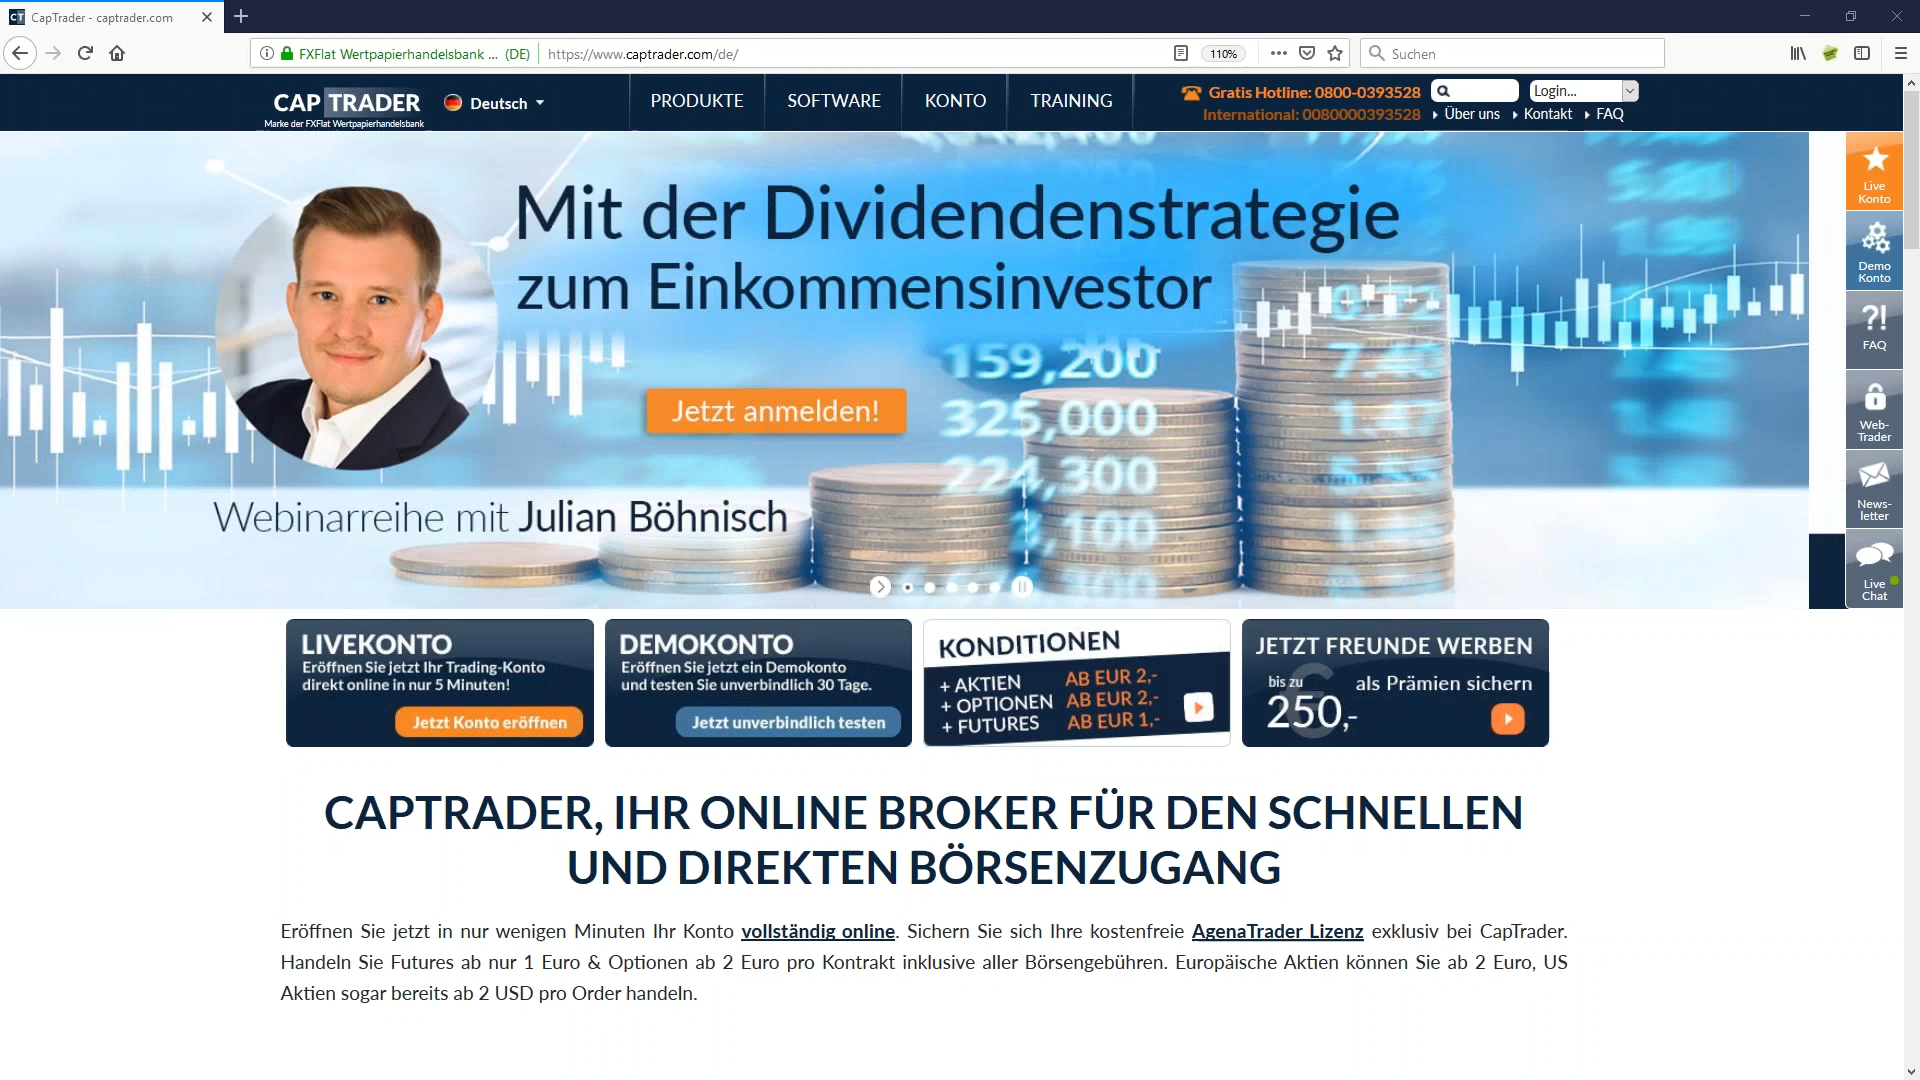 CapTrader - captrader.com
FXFlat Wertpapierhandelsbank ... (DE)
https://www.captrader.com/de/
110%
Suchen
CAP TRADER
Marke der FXFlat Wertpapierhandelsbank
Deutsch
PRODUKTE
SOFTWARE
KONTO
TRAINING
Gratis Hotline: 0800-0393528
International: 0080000393528
Login...
Über uns
Kontakt
FAQ
Mit der Dividendenstrategie
zum Einkommensinvestor
159,200
325,000
224,300
Jetzt anmelden!
Webinarreihe mit Julian Böhnisch
Live
Konto
Demo
Konto
?!
FAQ
Web-
Trader
News-
letter
Live
Chat
LIVEKONTO
Eröffnen Sie jetzt Ihr Trading-Konto
direkt online in nur 5 Minuten!
Jetzt Konto eröffnen
DEMOKONTO
Eröffnen Sie jetzt ein Demokonto
und testen Sie unverbindlich 30 Tage.
Jetzt unverbindlich testen
KONDITIONEN
+ AKTIEN AB EUR 2,-
+ OPTIONEN AB EUR 2,-
+ FUTURES AB EUR 1,-
JETZT FREUNDE WERBEN
bis zu
250,-
als Prämien sichern
CAPTRADER, IHR ONLINE BROKER FÜR DEN SCHNELLEN
UND DIREKTEN BÖRSENZUGANG
Eröffnen Sie jetzt in nur wenigen Minuten Ihr Konto vollständig online. Sichern Sie sich Ihre kostenfreie AgenaTrader Lizenz exklusiv bei CapTrader.
Handeln Sie Futures ab nur 1 Euro & Optionen ab 2 Euro pro Kontrakt inklusive aller Börsengebühren. Europäische Aktien können Sie ab 2 Euro, US
Aktien sogar bereits ab 2 USD pro Order handeln.